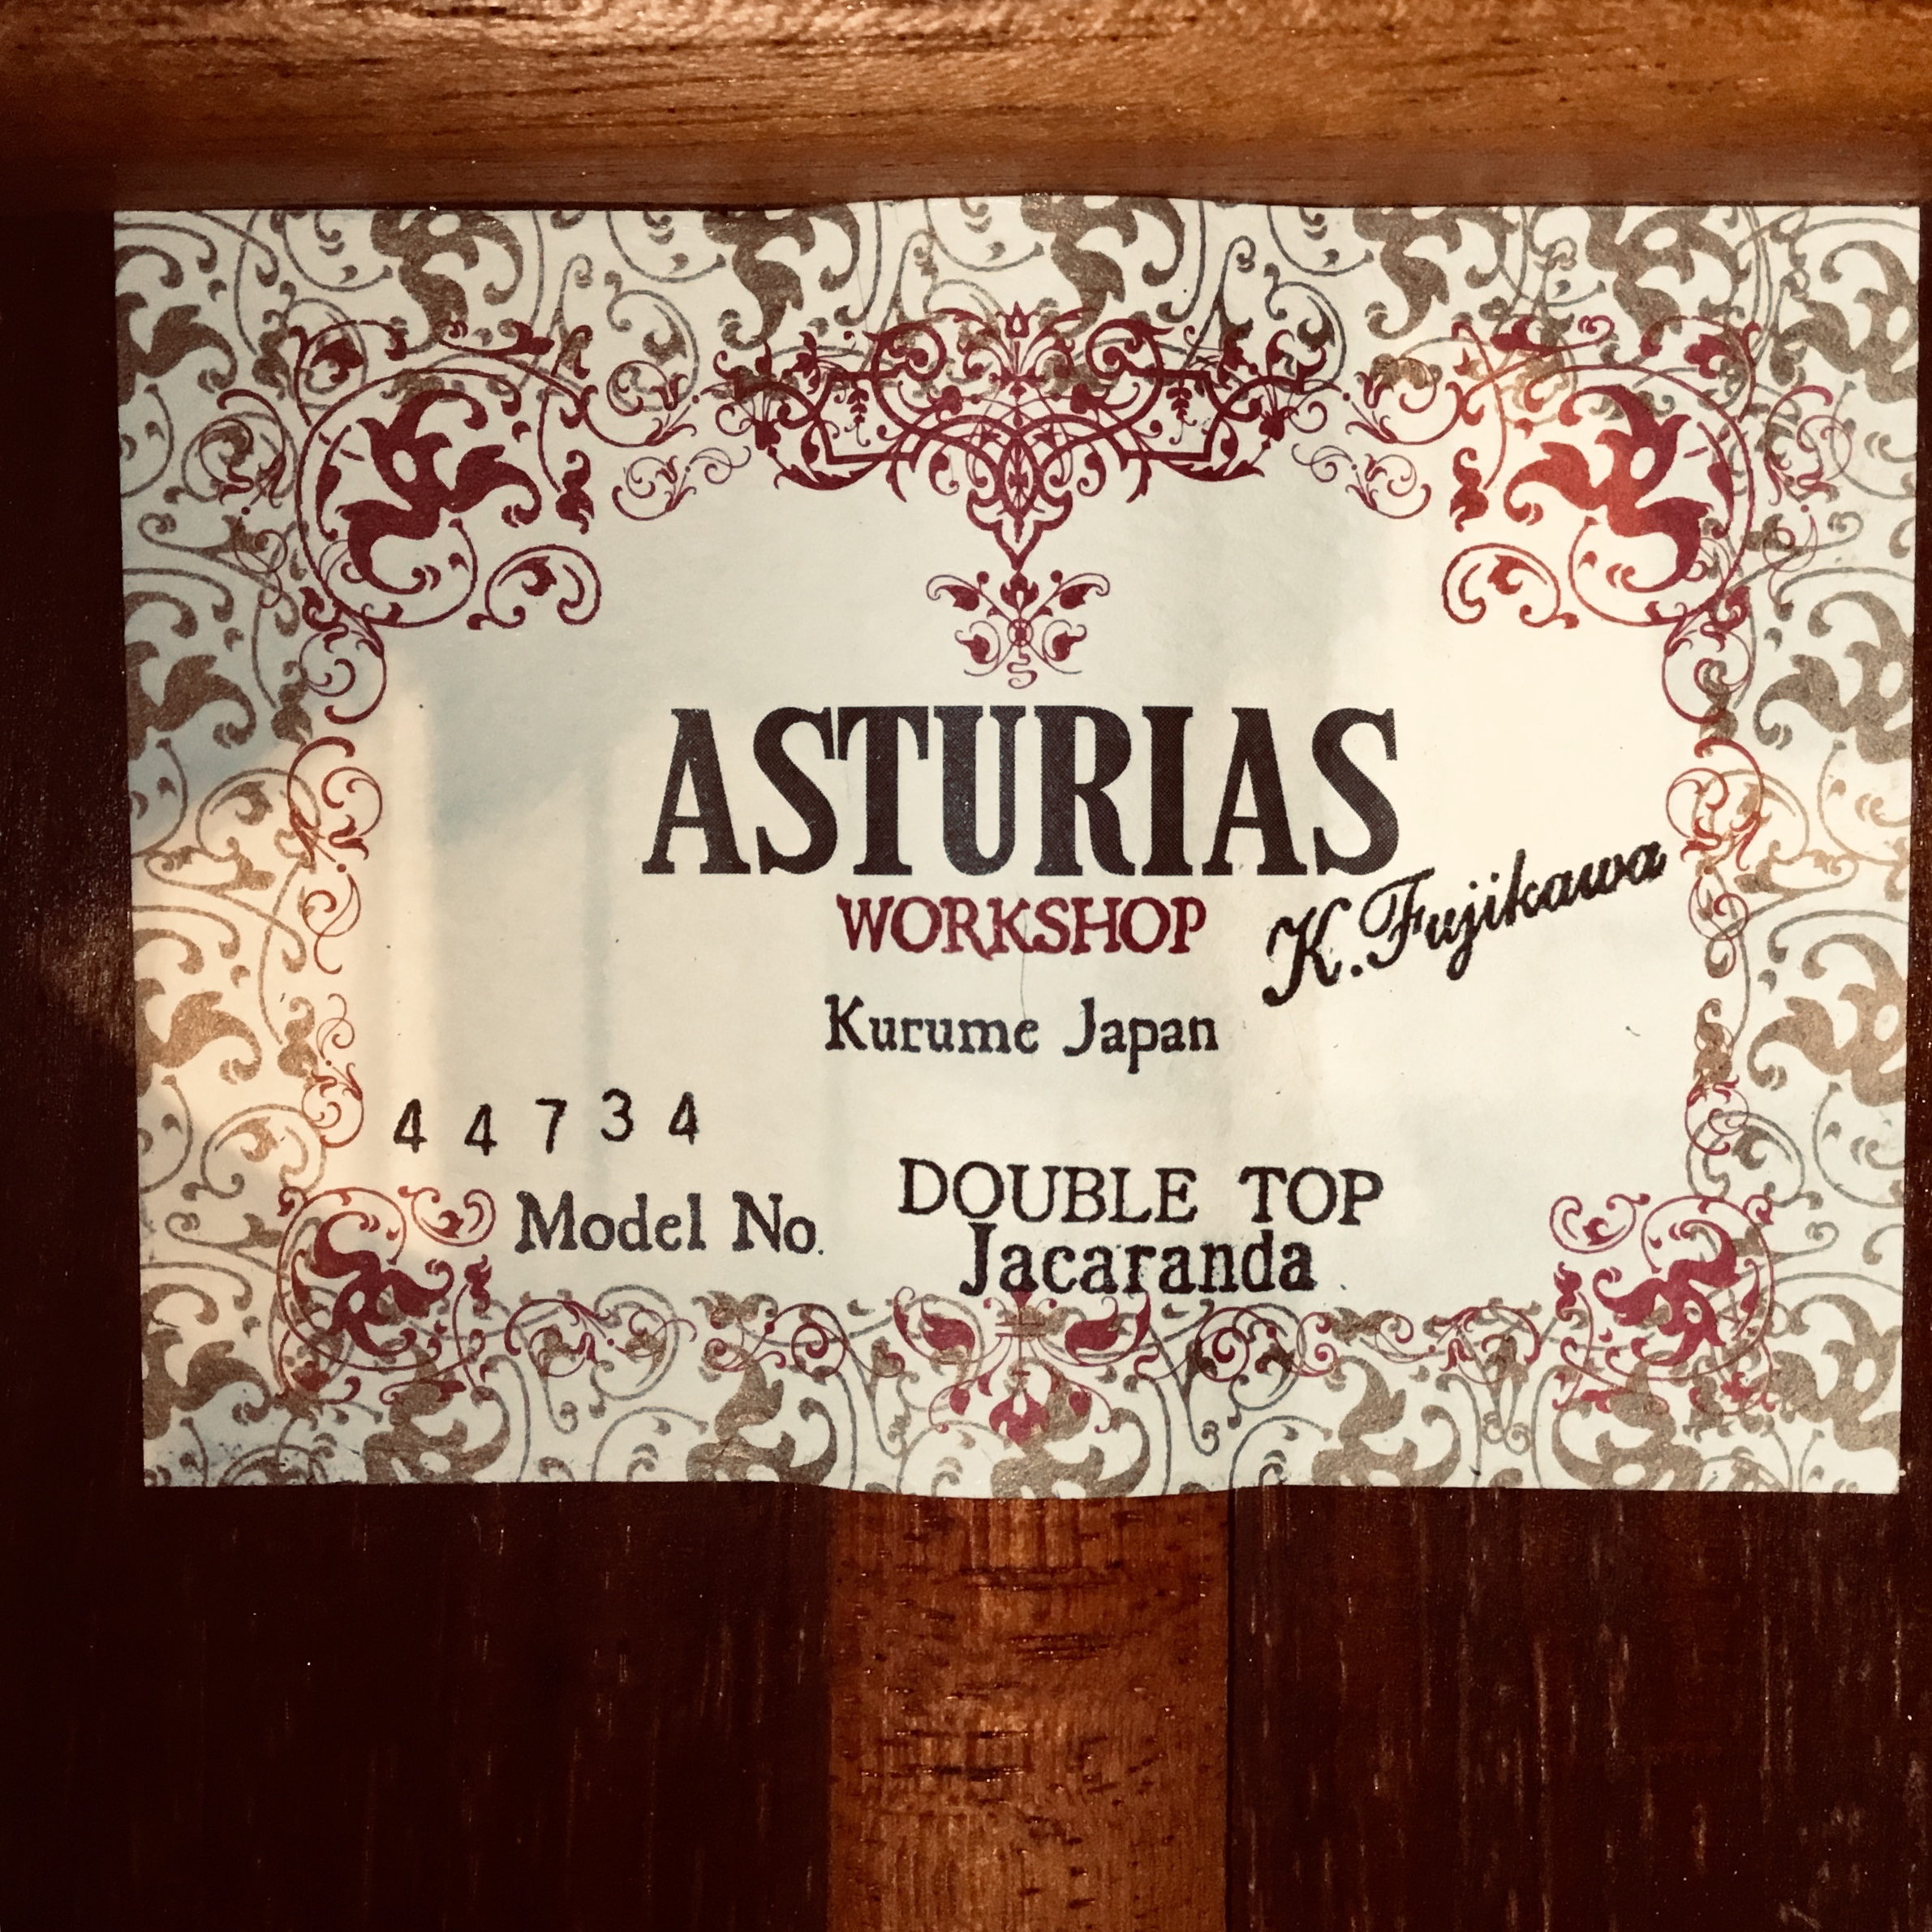 ASTURIAS
WORKSHOP
K.Fujikawa
Kurume Japan
44734
Model No. DOUBLE TOP
Jacaranda